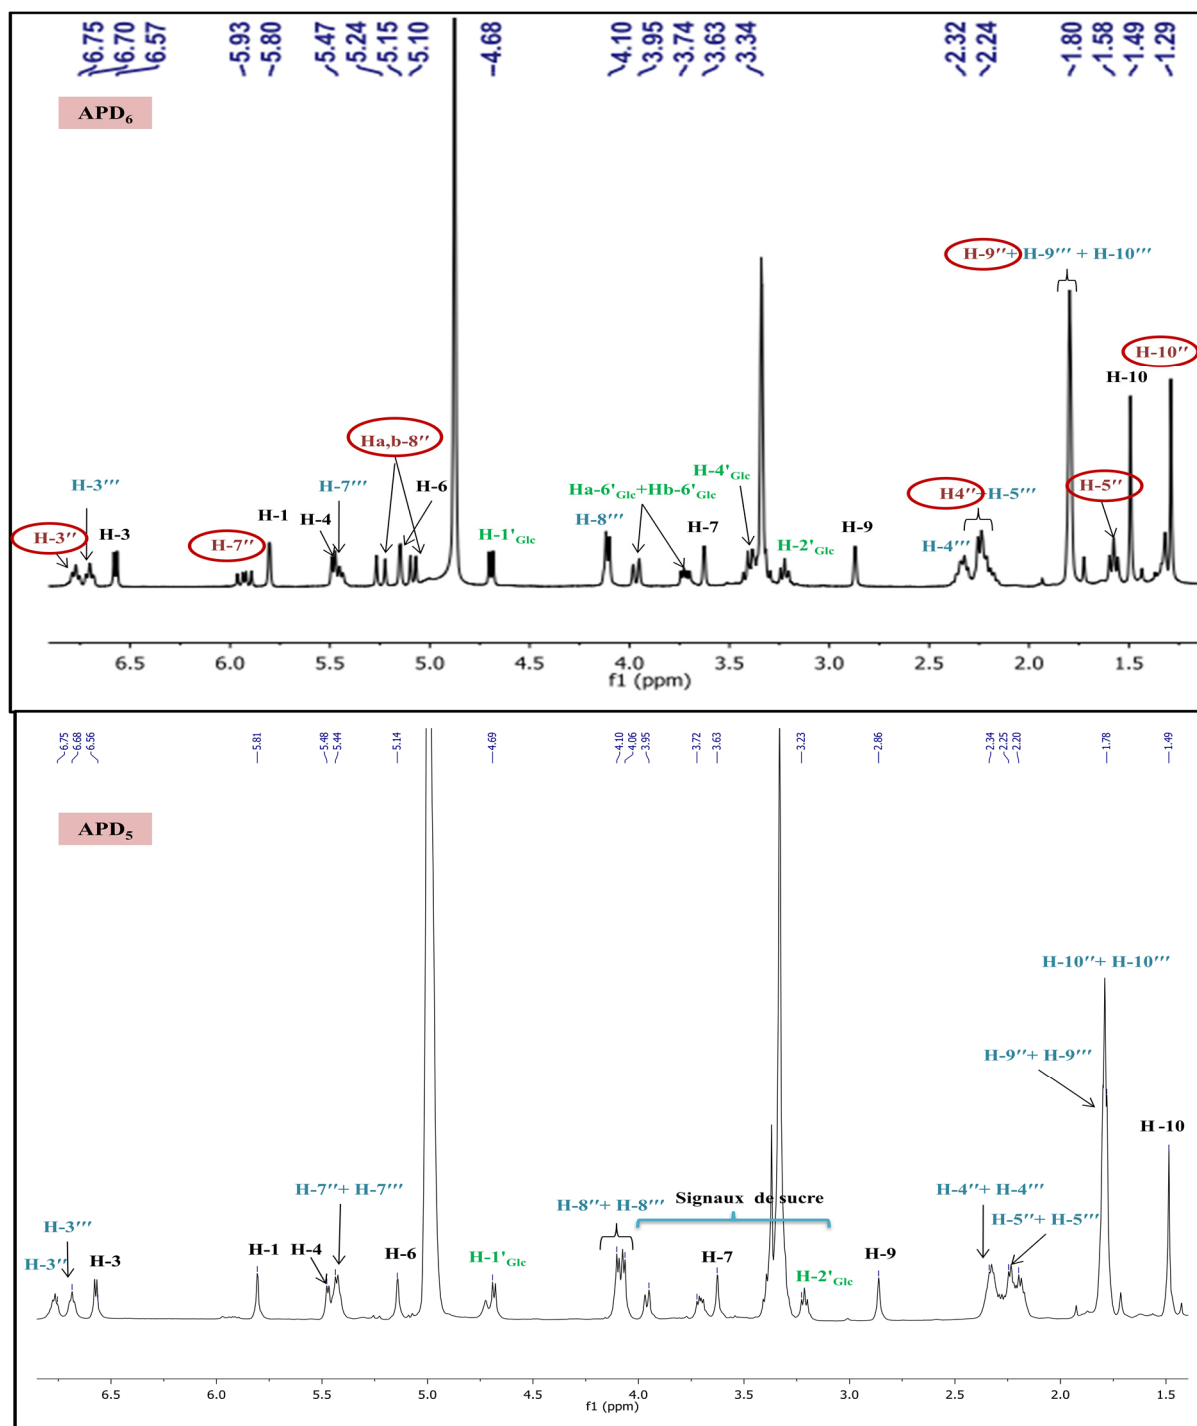 6.75 6.70 6.57 5.93 5.80 5.47 5.24 5.15 5.10 4.68 4.10 3.95 3.74 3.63 3.34 2.32 2.24 1.80 1.58 1.49 1.29
APD6
H-9′′+ H-9′′′ + H-10′′′
H-10′′
H-10
Ha,b-8′′
H-3′′′
H-7′′′
H-6
H-4'Glc
Ha-6'Glc+Hb-6'Glc
H4′′+H-5′′′
H-5′′
H-3′′
H-3
H-7′′
H-1
H-4
H-1'Glc
H-8′′′
H-7
H-2'Glc
H-9
H-4′′′
6.5 6.0 5.5 5.0 4.5 4.0 3.5 3.0 2.5 2.0 1.5
f1 (ppm)
6.75 6.68 6.56 5.81 5.48 5.44 5.14 4.69 4.10 4.06 3.95 3.72 3.63 3.23 2.86 2.34 2.25 2.20 1.78 1.49
APD5
H-10′′+ H-10′′′
H-9′′+ H-9′′′
H -10
H-7′′+ H-7′′′
H-8′′+ H-8′′′
Signaux de sucre
H-4′′+ H-4′′′
H-5′′+ H-5′′′
H-3′′′
H-3′′
H-3
H-1
H-4
H-6
H-1'Glc
H-7
H-2'Glc
H-9
6.5 6.0 5.5 5.0 4.5 4.0 3.5 3.0 2.5 2.0 1.5
f1 (ppm)